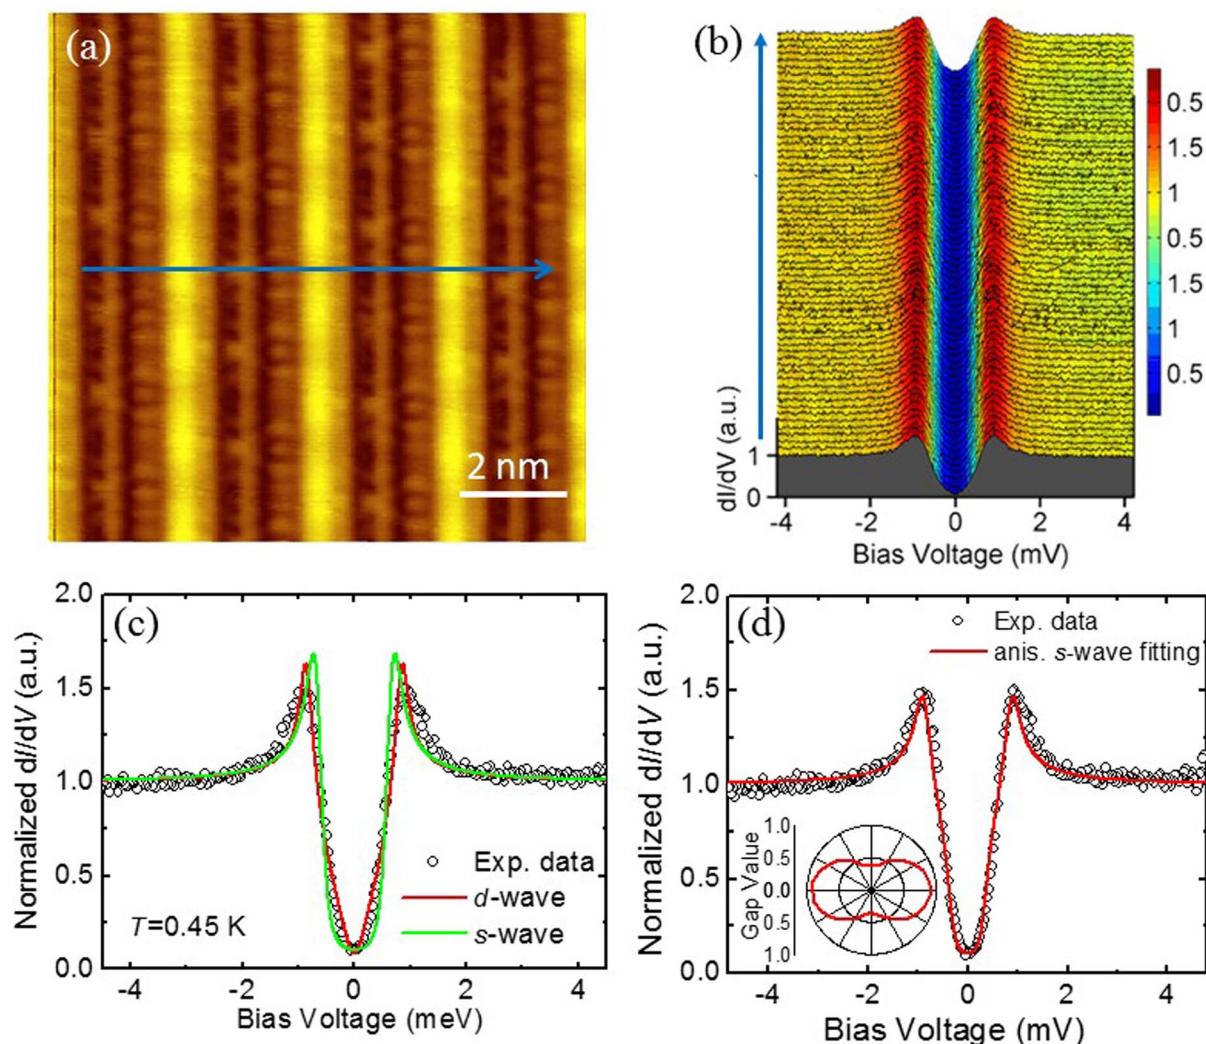 (a)
2 nm
(b)
0.5
1.5
1
0.5
1.5
1
0.5
dI/dV (a.u.)
1
0
-4
-2
0
2
4
Bias Voltage (mV)
(c)
2.0
1.5
1.0
0.5
0.0
Normalized dI/dV (a.u.)
Exp. data
d-wave
s-wave
T=0.45 K
-4
-2
0
2
4
Bias Voltage (meV)
(d)
2.0
1.5
1.0
0.5
0.0
Normalized dI/dV (a.u.)
Exp. data
anis. s-wave fitting
Gap Value
1.0
0.5
0.0
0.5
1.0
-4
-2
0
2
4
Bias Voltage (mV)